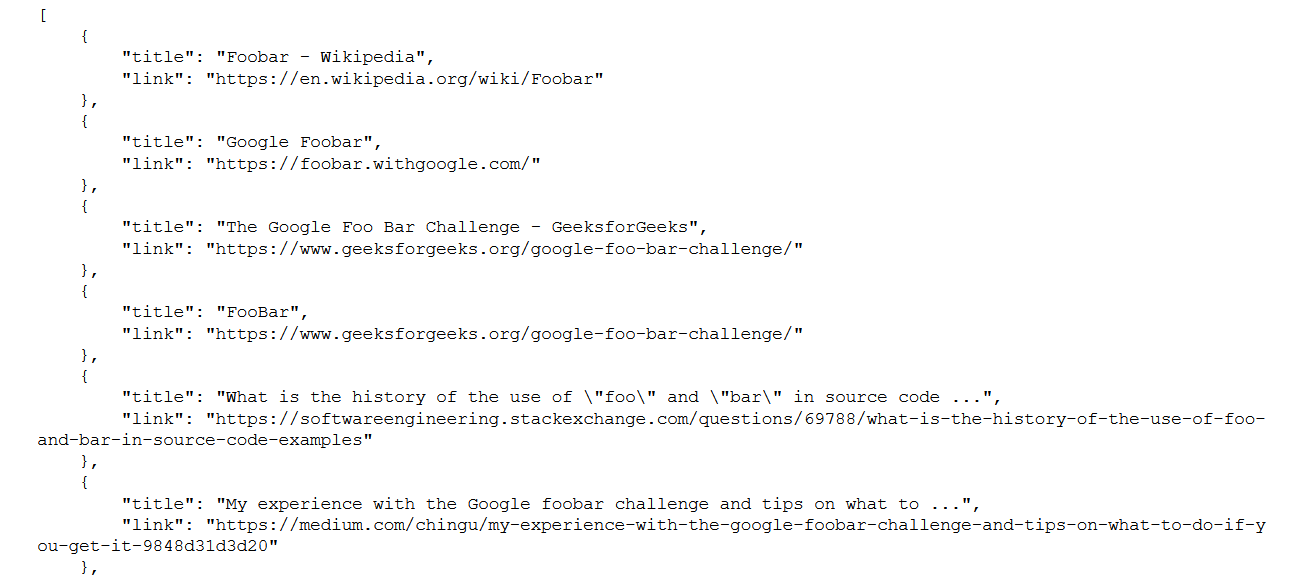 [
    {
        "title": "Foobar - Wikipedia",
        "link": "https://en.wikipedia.org/wiki/Foobar"
    },
    {
        "title": "Google Foobar",
        "link": "https://foobar.withgoogle.com/"
    },
    {
        "title": "The Google Foo Bar Challenge - GeeksforGeeks",
        "link": "https://www.geeksforgeeks.org/google-foo-bar-challenge/"
    },
    {
        "title": "FooBar",
        "link": "https://www.geeksforgeeks.org/google-foo-bar-challenge/"
    },
    {
        "title": "What is the history of the use of \"foo\" and \"bar\" in source code ...",
        "link": "https://softwareengineering.stackexchange.com/questions/69788/what-is-the-history-of-the-use-of-foo-
and-bar-in-source-code-examples"
    },
    {
        "title": "My experience with the Google foobar challenge and tips on what to ...",
        "link": "https://medium.com/chingu/my-experience-with-the-google-foobar-challenge-and-tips-on-what-to-do-if-y
ou-get-it-9848d31d3d20"
    },